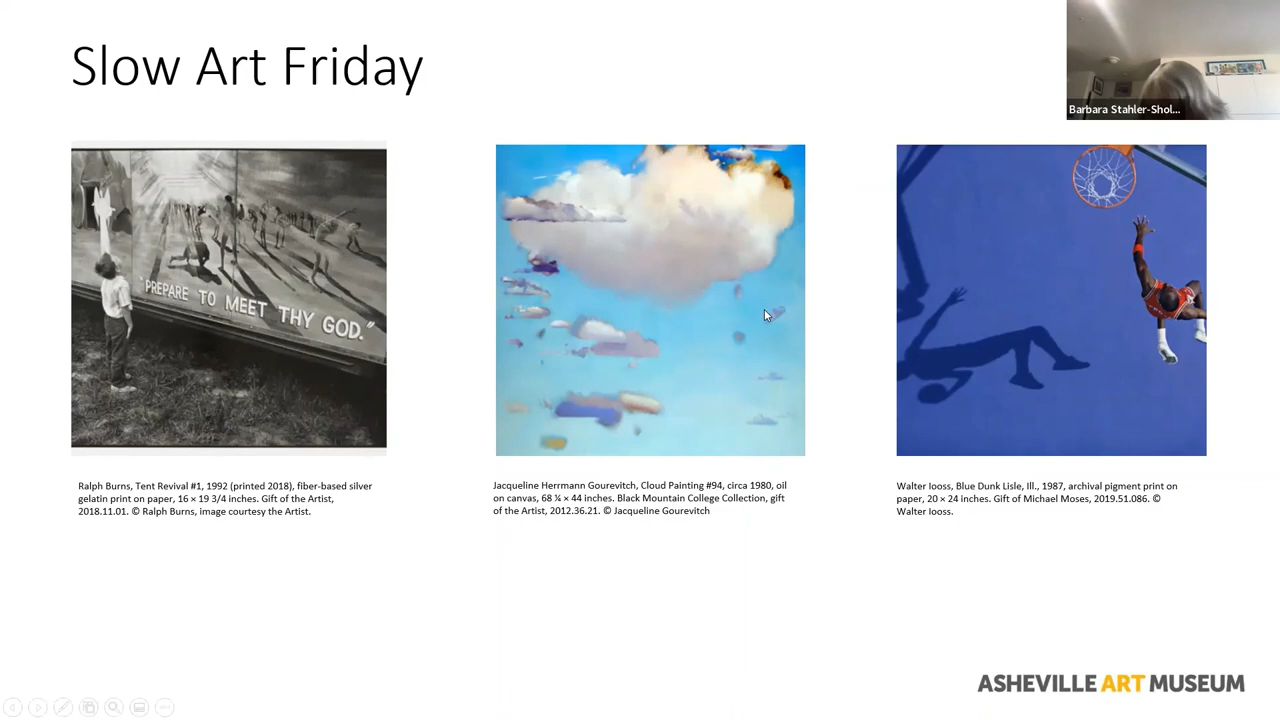 Slow Art Friday
Barbara Stahler-Shol...
"PREPARE TO MEET THY GOD."
Ralph Burns, Tent Revival #1, 1992 (printed 2018), fiber-based silver
gelatin print on paper, 16 × 19 3/4 inches. Gift of the Artist,
2018.11.01. © Ralph Burns, image courtesy the Artist.
Jacqueline Herrmann Gourevitch, Cloud Painting #94, circa 1980, oil
on canvas, 68 ¼ × 44 inches. Black Mountain College Collection, gift
of the Artist, 2012.36.21. © Jacqueline Gourevitch
Walter Iooss, Blue Dunk Lisle, Ill., 1987, archival pigment print on
paper, 20 × 24 inches. Gift of Michael Moses, 2019.51.086. ©
Walter Iooss.
ASHEVILLE ART MUSEUM